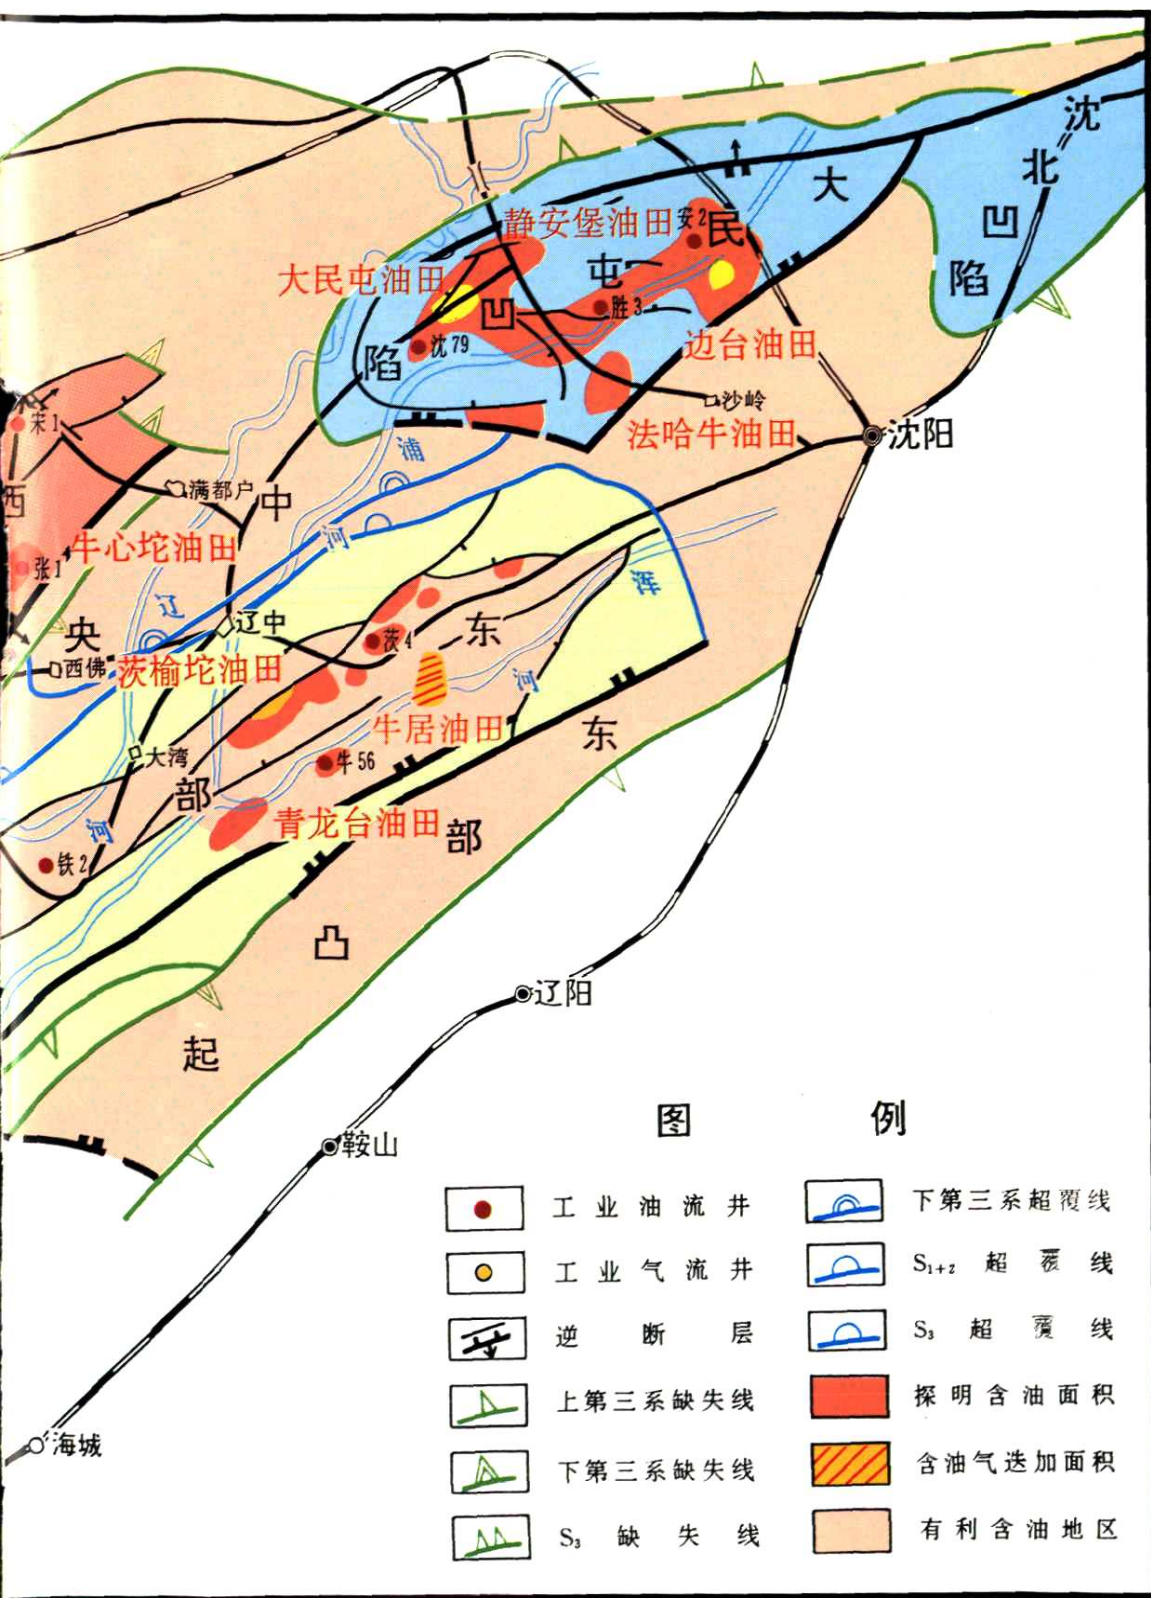 沈
北
凹
陷
大
民
屯
凹
陷
静安堡油田
安2
大民屯油田
胜3
沈79
边台油田
沙岭
法哈牛油田
沈阳
宋1
西
满都户
中
浦
河
牛心坨油田
张1
浑
河
辽
辽中
央
西佛
茨榆坨油田
茨4
东
牛居油田
大湾
部
牛56
东
青龙台油田
部
河
铁2
凸
起
辽阳
鞍山
海城
图 例
工业油流井
工业气流井
逆断层
上第三系缺失线
下第三系缺失线
S₃ 缺失线
下第三系超覆线
S₁₊₂ 超覆线
S₃ 超覆线
探明含油面积
含油气迭加面积
有利含油地区